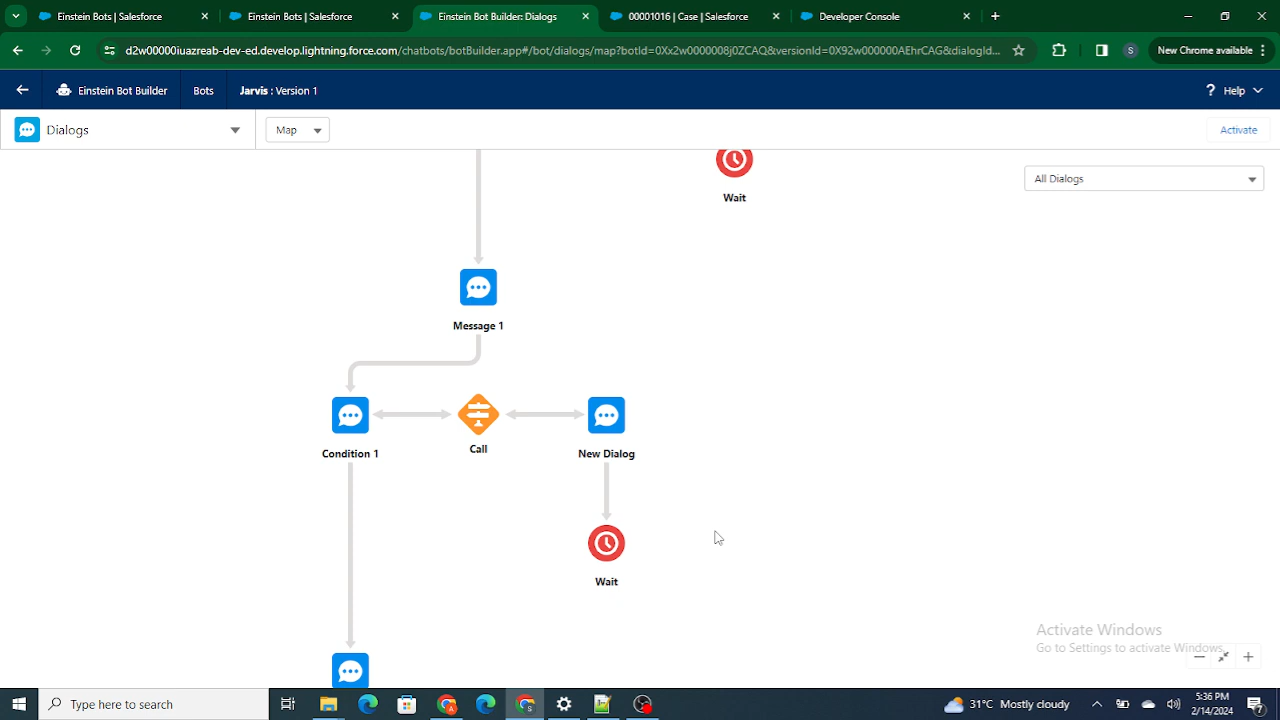 Einstein Bots | Salesforce
Einstein Bots | Salesforce
Einstein Bot Builder: Dialogs
00001016 | Case | Salesforce
Developer Console
d2w00000iuazreab-dev-ed.develop.lightning.force.com/chatbots/botBuilder.app#/bot/dialogs/map?botId=0Xx2w0000008j0ZCAQ&versionId=0X92w000000AEhrCAG&dialogId...
S
New Chrome available
Einstein Bot Builder
Bots
Jarvis : Version 1
? Help
Dialogs
Map
Activate
All Dialogs
Wait
Message 1
Condition 1
Call
New Dialog
Wait
Activate Windows
Go to Settings to activate Windows.
Type here to search
31°C Mostly cloudy
5:36 PM
2/14/2024